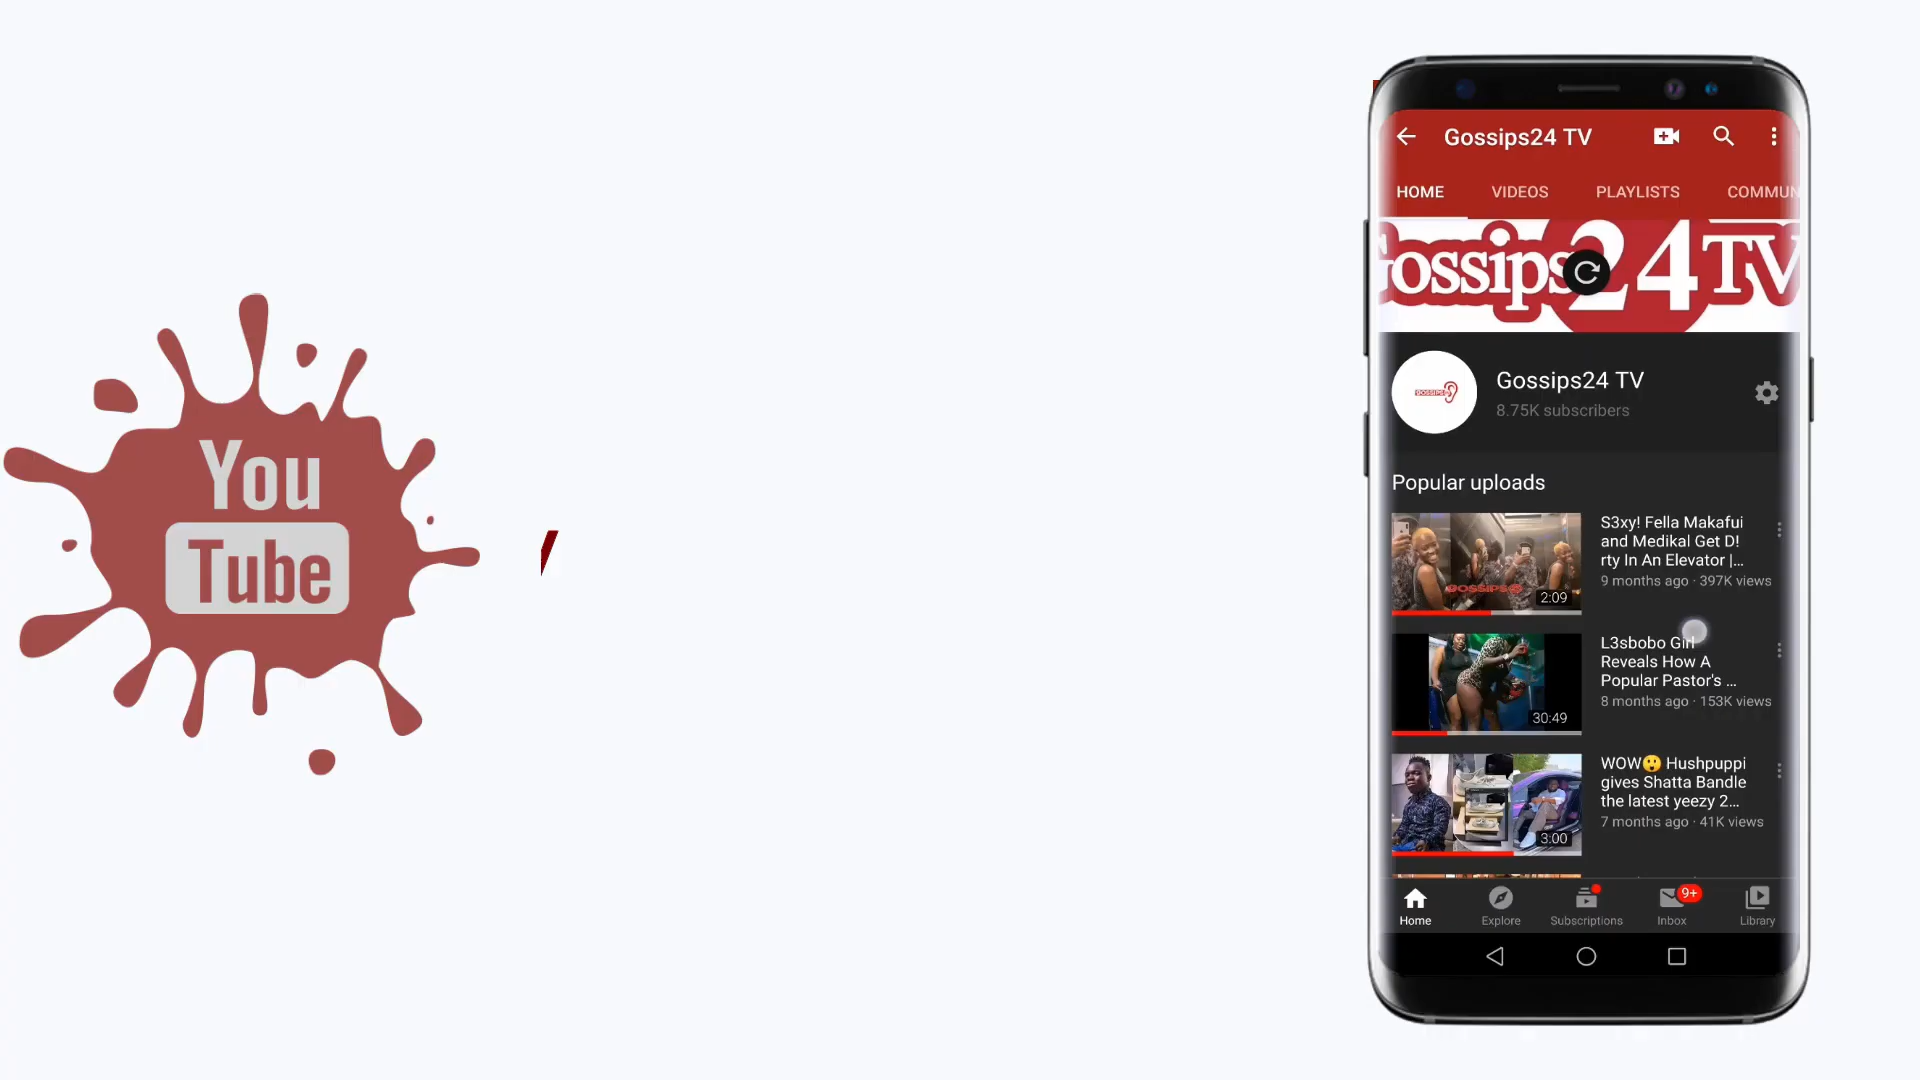 You
Tube
Gossips24 TV
HOME VIDEOS PLAYLISTS COMMUN
Gossips24TV
GOSSIPS
Gossips24 TV
8.75K subscribers
Popular uploads
S3xy! Fella Makafui
and Medikal Get D!
rty In An Elevator |...
9 months ago · 397K views
GOSSIPS
2:09
L3sbobo Girl
Reveals How A
Popular Pastor's ...
8 months ago · 153K views
30:49
WOW😲 Hushpuppi
gives Shatta Bandle
the latest yeezy 2...
7 months ago · 41K views
3:00
9+
Home Explore Subscriptions Inbox Library